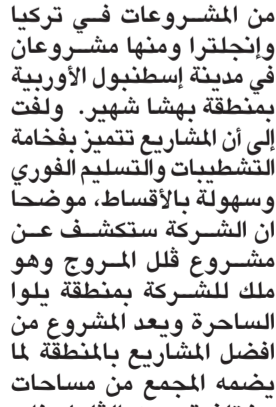 من المشروعات في تركيا
وإنجلترا ومنها مشروعان
في مدينة إسطنبول الأوربية
بمنطقة بهشا شهير. ولفت
إلى أن المشاريع تتميز بفخامة
التشطيبات والتسليم الفوري
وسهولة بالأقساط، موضحا
ان الشركة ستكشف عن
مشروع ڤلل المروج وهو
ملك للشركة بمنطقة يلوا
الساحرة ويعد المشروع من
افضل المشاريع بالمنطقة لما
يضمه المجمع من مساحات